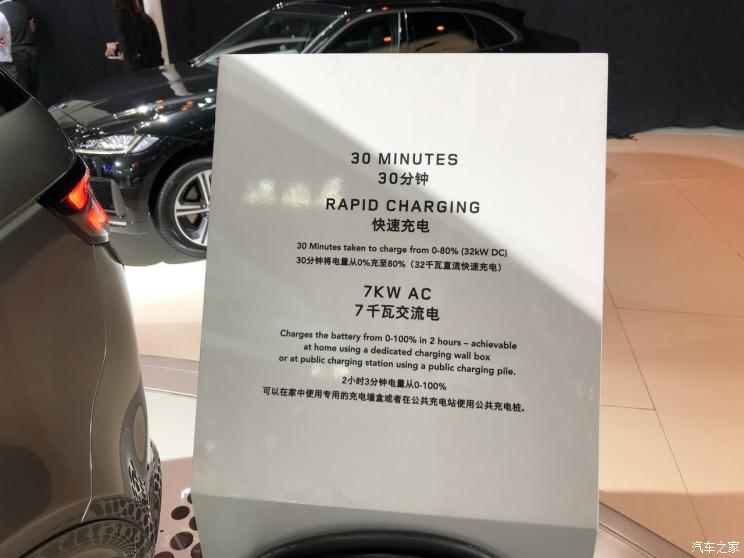 30 MINUTES
30分钟
RAPID CHARGING
快速充电
30 Minutes taken to charge from 0-80% (32kW DC)
30分钟将电量从0%充至80%（32千瓦直流快速充电）
7KW AC
7千瓦交流电
Charges the battery from 0-100% in 2 hours – achievable
at home using a dedicated charging wall box
or at public charging station using a public charging pile.
2小时3分钟电量从0-100%
可以在家中使用专用的充电墙盒或者在公共充电站使用公共充电桩。
汽车之家